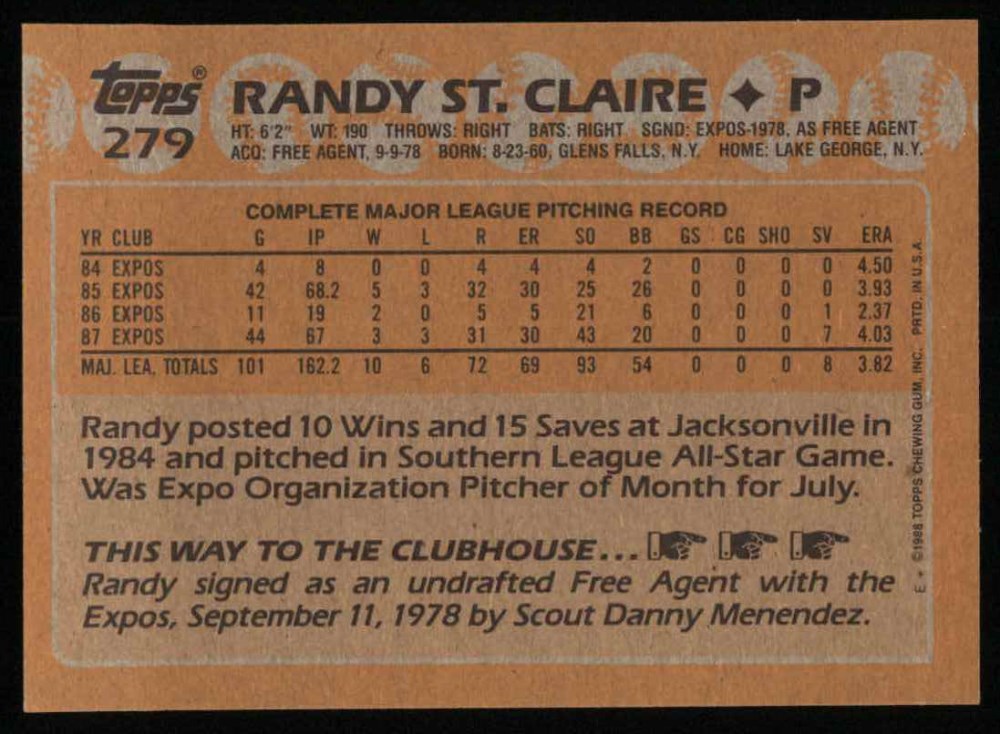 topps® RANDY ST. CLAIRE ✦ P
279
HT: 6'2" WT: 190 THROWS: RIGHT BATS: RIGHT SGND: EXPOS-1978, AS FREE AGENT
ACQ: FREE AGENT, 9-9-78 BORN: 8-23-60, GLENS FALLS, N.Y. HOME: LAKE GEORGE, N.Y.
COMPLETE MAJOR LEAGUE PITCHING RECORD
YR CLUB G IP W L R ER SO BB GS CG SHO SV ERA
84 EXPOS 4 8 0 0 4 4 4 2 0 0 0 0 4.50
85 EXPOS 42 68.2 5 3 32 30 25 26 0 0 0 0 3.93
86 EXPOS 11 19 2 0 5 5 21 6 0 0 0 1 2.37
87 EXPOS 44 67 3 3 31 30 43 20 0 0 0 7 4.03
MAJ. LEA. TOTALS 101 162.2 10 6 72 69 93 54 0 0 0 8 3.82
Randy posted 10 Wins and 15 Saves at Jacksonville in
1984 and pitched in Southern League All-Star Game.
Was Expo Organization Pitcher of Month for July.
THIS WAY TO THE CLUBHOUSE...
Randy signed as an undrafted Free Agent with the
Expos, September 11, 1978 by Scout Danny Menendez.
E * ©1988 TOPPS CHEWING GUM, INC. PRTD. IN U.S.A.